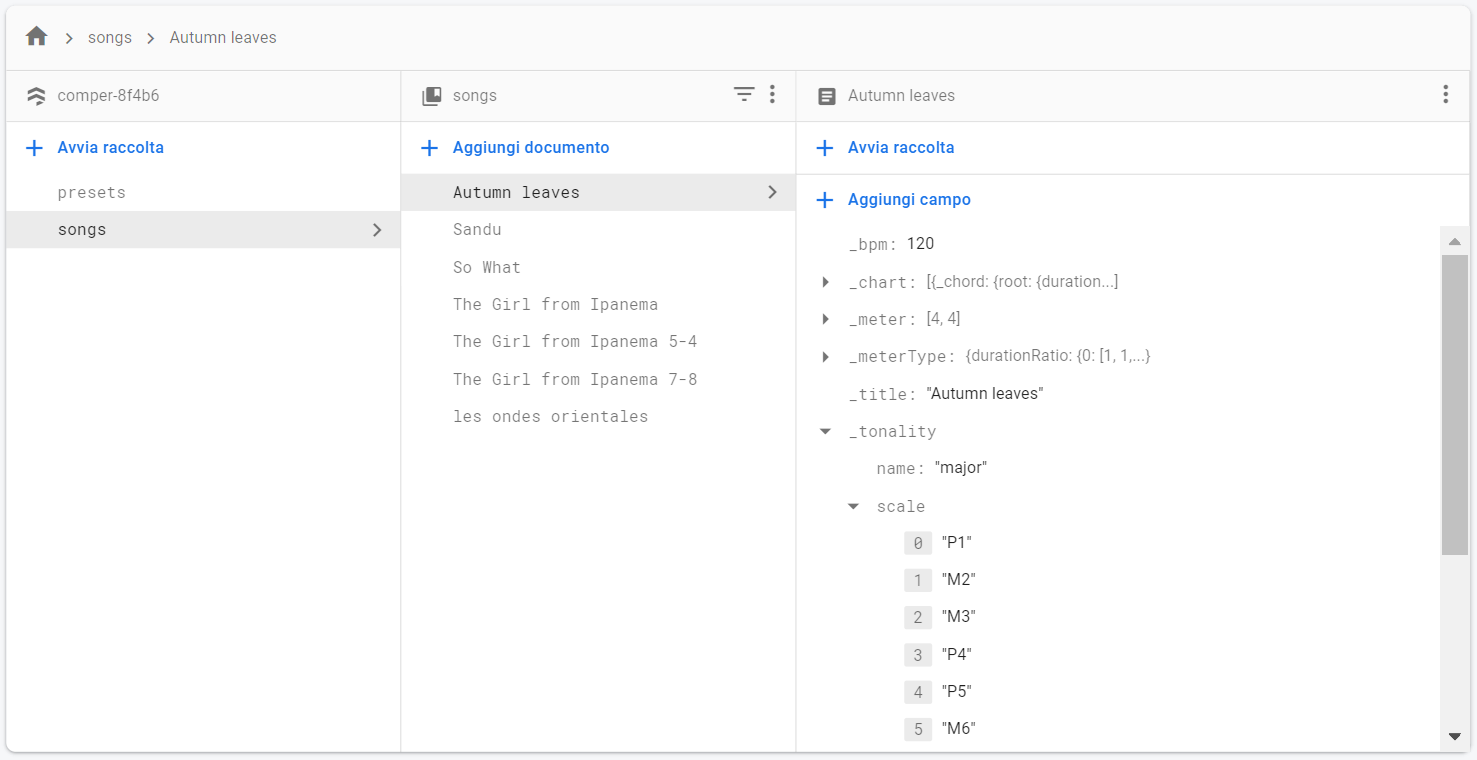 songs Autumn leaves
comper-8f4b6
Avvia raccolta
presets
songs
songs
Aggiungi documento
Autumn leaves
Sandu
So What
The Girl from Ipanema
The Girl from Ipanema 5-4
The Girl from Ipanema 7-8
les ondes orientales
Autumn leaves
Avvia raccolta
Aggiungi campo
_bpm: 120
_chart: [{_chord: {root: {duration...]
_meter: [4, 4]
_meterType: {durationRatio: {0: [1, 1,...}
_title: "Autumn leaves"
_tonality
name: "major"
scale
0 "P1"
1 "M2"
2 "M3"
3 "P4"
4 "P5"
5 "M6"